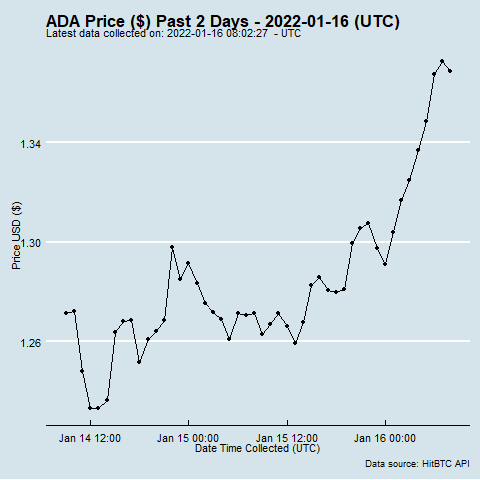 ADA Price ($) Past 2 Days - 2022-01-16 (UTC)
Latest data collected on: 2022-01-16 08:02:27  - UTC
1.34
1.30
1.26
Price USD ($)
Jan 14 12:00
Jan 15 00:00
Jan 15 12:00
Jan 16 00:00
Date Time Collected (UTC)
Data source: HitBTC API